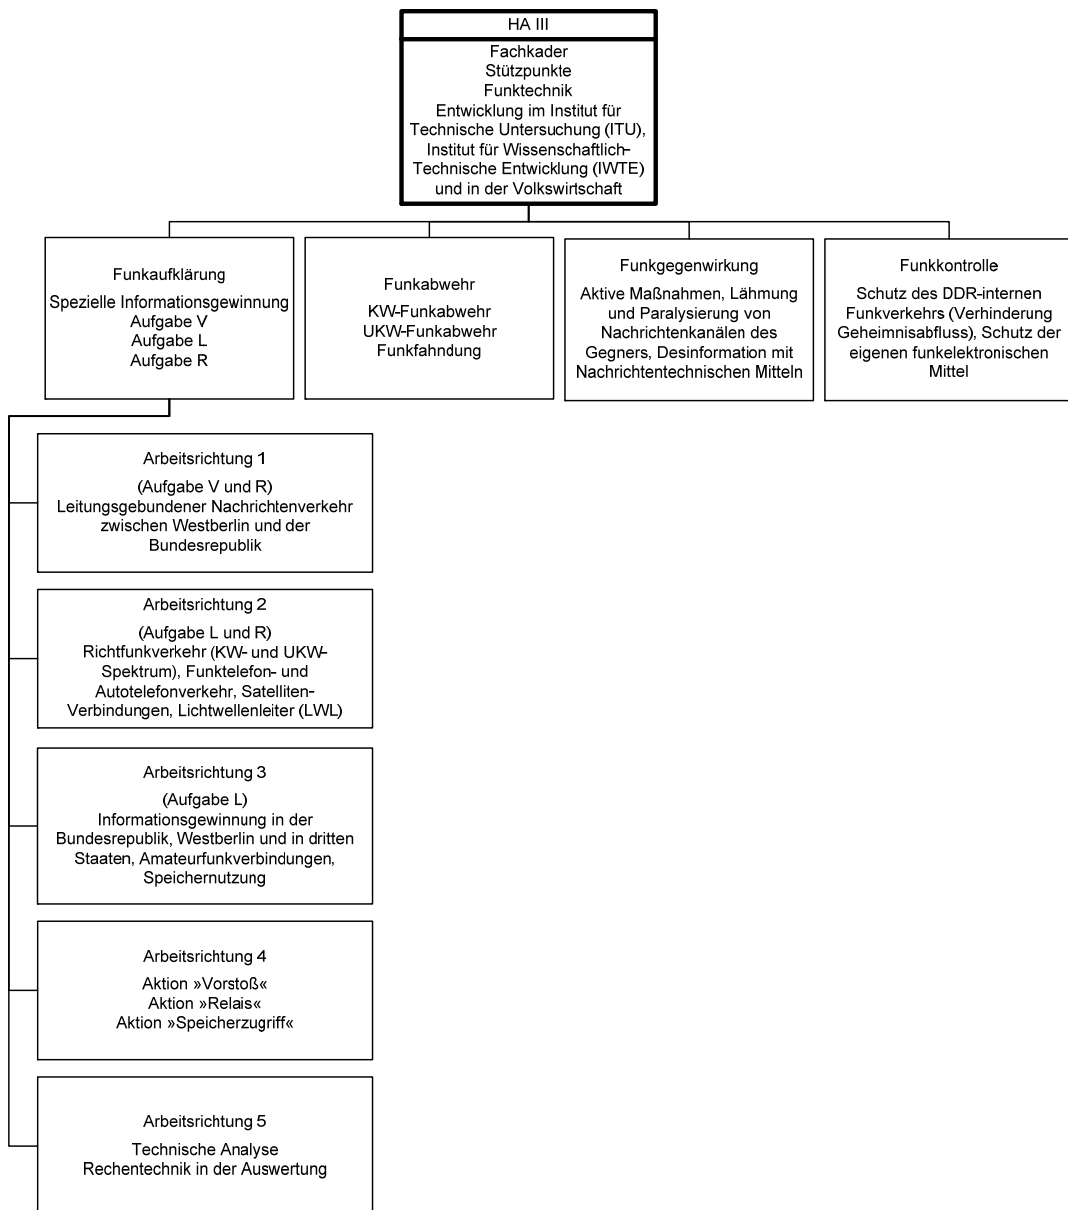 HA III
Fachkader
Stützpunkte
Funktechnik
Entwicklung im Institut für
Technische Untersuchung (ITU),
Institut für Wissenschaftlich-
Technische Entwicklung (IWTE)
und in der Volkswirtschaft
Funkaufklärung
Spezielle Informationsgewinnung
Aufgabe V
Aufgabe L
Aufgabe R
Funkabwehr
KW-Funkabwehr
UKW-Funkabwehr
Funkfahndung
Funkgegenwirkung
Aktive Maßnahmen, Lähmung
und Paralysierung von
Nachrichtenkanälen des
Gegners, Desinformation mit
Nachrichtentechnischen Mitteln
Funkkontrolle
Schutz des DDR-internen
Funkverkehrs (Verhinderung
Geheimnisabfluss), Schutz der
eigenen funkelektronischen
Mittel
Arbeitsrichtung 1
(Aufgabe V und R)
Leitungsgebundener Nachrichtenverkehr
zwischen Westberlin und der
Bundesrepublik
Arbeitsrichtung 2
(Aufgabe L und R)
Richtfunkverkehr (KW- und UKW-
Spektrum), Funktelefon- und
Autotelefonverkehr, Satelliten-
Verbindungen, Lichtwellenleiter (LWL)
Arbeitsrichtung 3
(Aufgabe L)
Informationsgewinnung in der
Bundesrepublik, Westberlin und in dritten
Staaten, Amateurfunkverbindungen,
Speichernutzung
Arbeitsrichtung 4
Aktion »Vorstoß«
Aktion »Relais«
Aktion »Speicherzugriff«
Arbeitsrichtung 5
Technische Analyse
Rechentechnik in der Auswertung